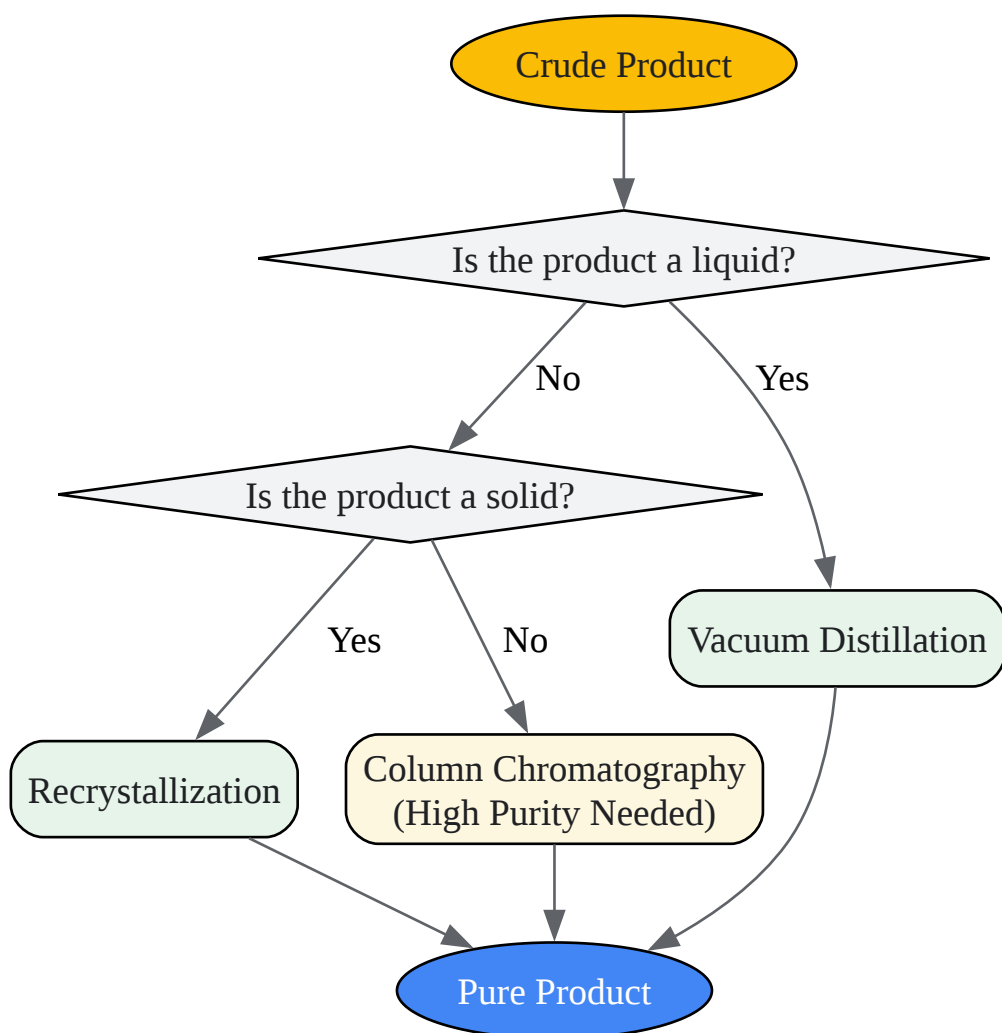 Crude Product
Is the product a liquid?
No
Yes
Is the product a solid?
Yes
No
Vacuum Distillation
Recrystallization
Column Chromatography
(High Purity Needed)
Pure Product